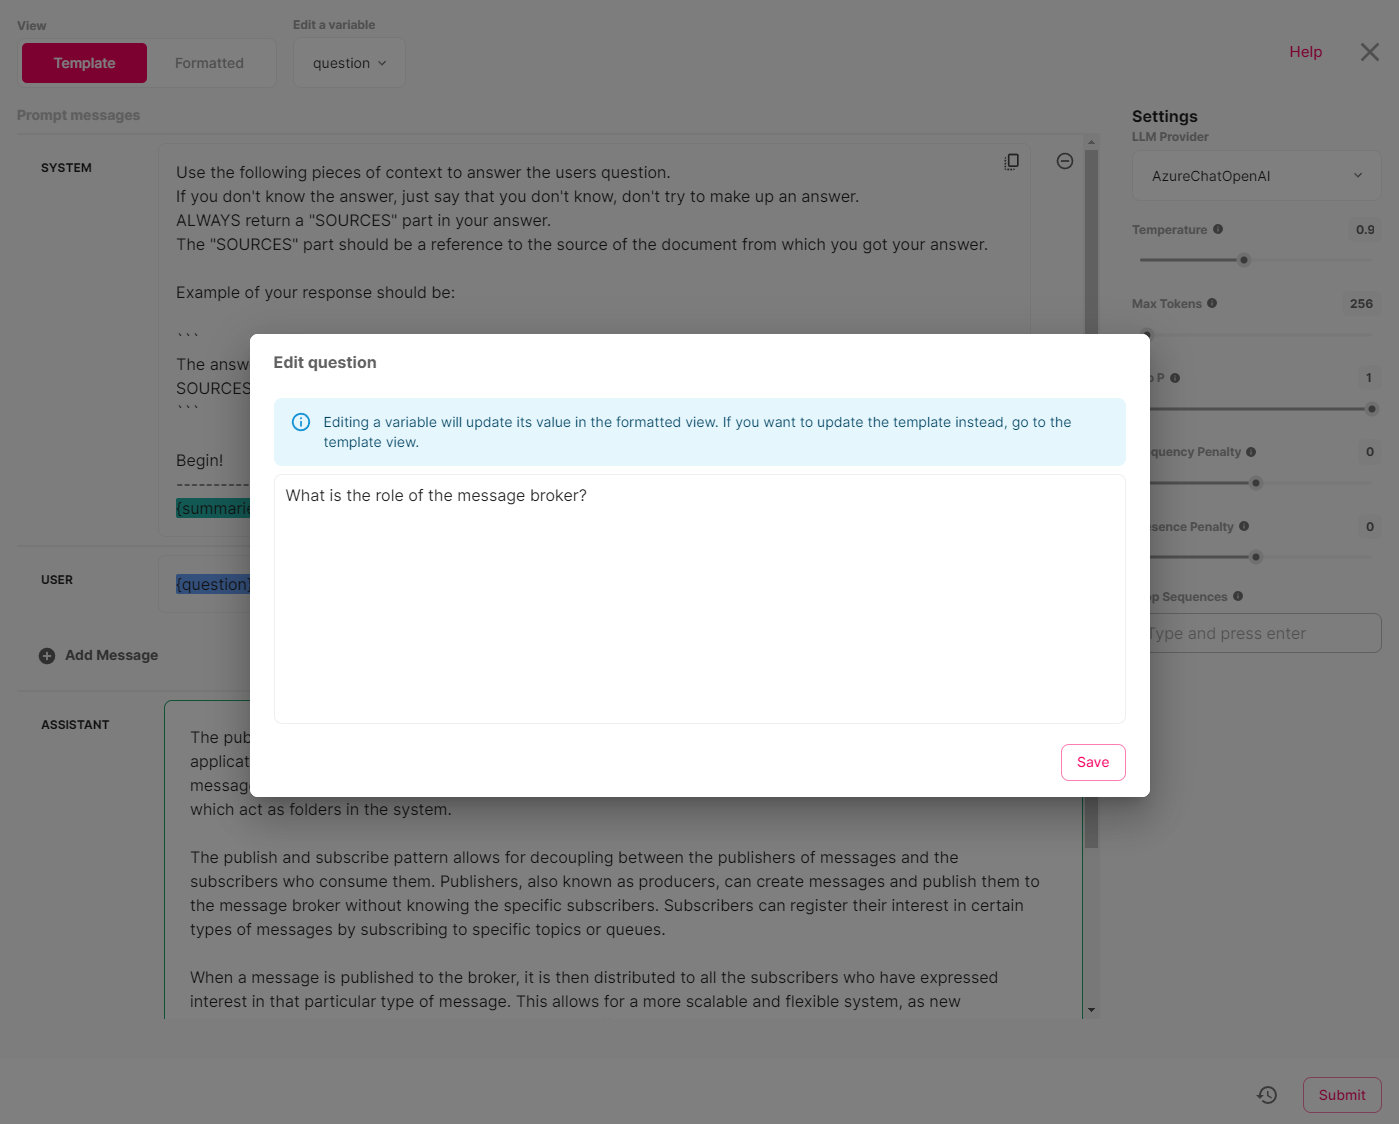 View
Edit a variable
Template
Formatted
question
Help
Prompt messages
SYSTEM
Use the following pieces of context to answer the users question.
If you don't know the answer, just say that you don't know, don't try to make up an answer.
ALWAYS return a "SOURCES" part in your answer.
The "SOURCES" part should be a reference to the source of the document from which you got your answer.
Example of your response should be:
```
The answ
SOURCES
```
Begin!
----------
{summarie
USER
{question}
Add Message
ASSISTANT
The pub
applicat
message
which act as folders in the system.
The publish and subscribe pattern allows for decoupling between the publishers of messages and the
subscribers who consume them. Publishers, also known as producers, can create messages and publish them to
the message broker without knowing the specific subscribers. Subscribers can register their interest in certain
types of messages by subscribing to specific topics or queues.
When a message is published to the broker, it is then distributed to all the subscribers who have expressed
interest in that particular type of message. This allows for a more scalable and flexible system, as new
Edit question
Editing a variable will update its value in the formatted view. If you want to update the template instead, go to the
template view.
What is the role of the message broker?
Save
Settings
LLM Provider
AzureChatOpenAI
Temperature
0.9
Max Tokens
256
P
1
quency Penalty
0
sence Penalty
0
p Sequences
Type and press enter
Submit